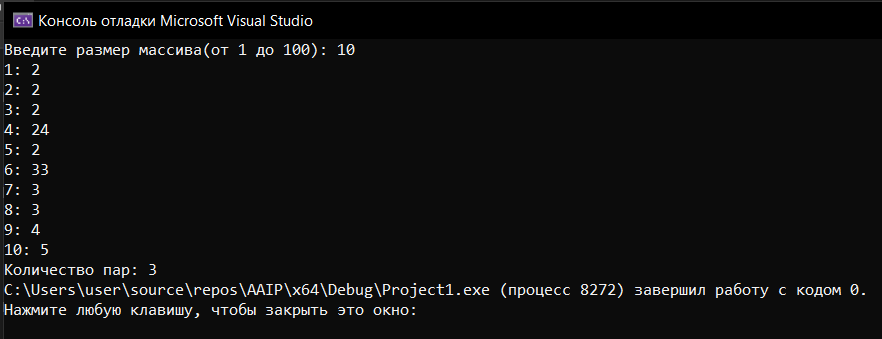 Консоль отладки Microsoft Visual Studio
Введите размер массива(от 1 до 100): 10
1: 2
2: 2
3: 2
4: 24
5: 2
6: 33
7: 3
8: 3
9: 4
10: 5
Количество пар: 3
C:\Users\user\source\repos\AAIP\x64\Debug\Project1.exe (процесс 8272) завершил работу с кодом 0.
Нажмите любую клавишу, чтобы закрыть это окно: